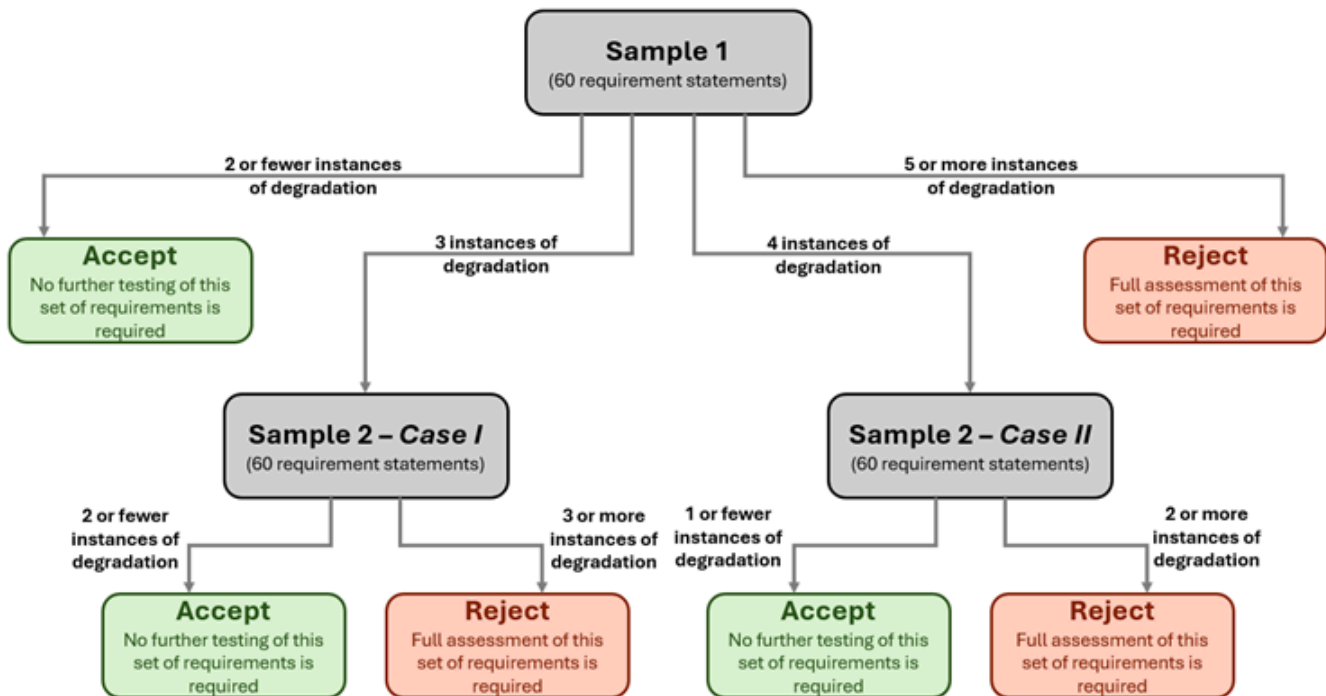 Sample 1
(60 requirement statements)
2 or fewer instances
of degradation
5 or more instances
of degradation
3 instances of
degradation
4 instances of
degradation
Accept
No further testing of this
set of requirements is
required
Reject
Full assessment of this
set of requirements is
required
Sample 2 – Case I
(60 requirement statements)
Sample 2 – Case II
(60 requirement statements)
2 or fewer
instances of
degradation
3 or more
instances of
degradation
1 or fewer
instances of
degradation
2 or more
instances of
degradation
Accept
No further testing of this
set of requirements is
required
Reject
Full assessment of this
set of requirements is
required
Accept
No further testing of this
set of requirements is
required
Reject
Full assessment of this
set of requirements is
required